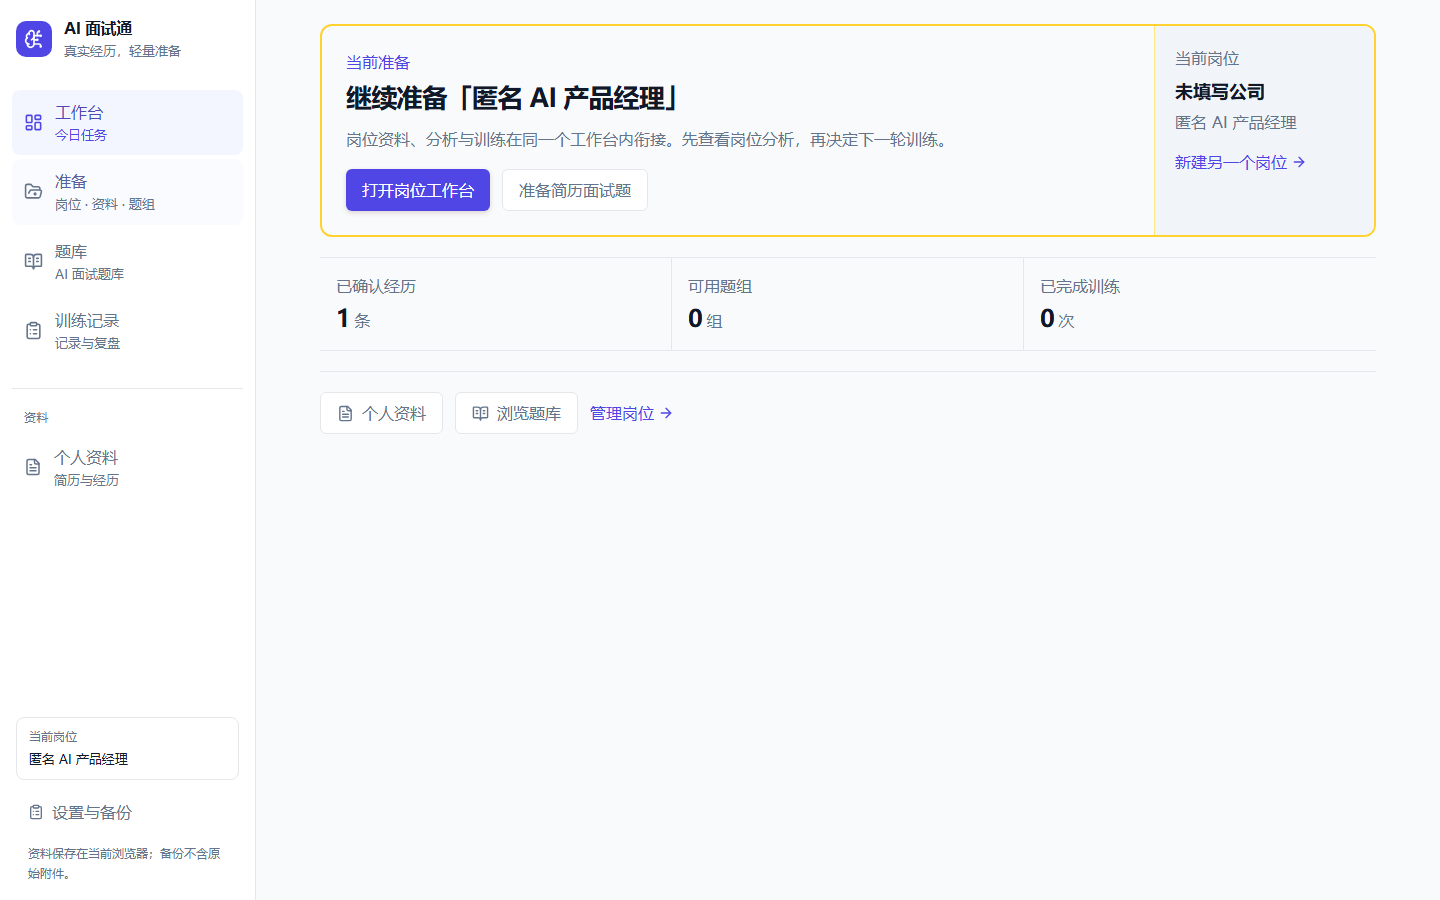 AI 面试通
真实经历，轻量准备
工作台
今日任务
准备
岗位 · 资料 · 题组
题库
AI 面试题库
训练记录
记录与复盘
资料
个人资料
简历与经历
当前岗位
匿名 AI 产品经理
设置与备份
资料保存在当前浏览器；备份不含原
始附件。
当前准备
继续准备「匿名 AI 产品经理」
岗位资料、分析与训练在同一个工作台内衔接。先查看岗位分析，再决定下一轮训练。
打开岗位工作台
准备简历面试题
当前岗位
未填写公司
匿名 AI 产品经理
新建另一个岗位 →
已确认经历
1 条
可用题组
0 组
已完成训练
0 次
个人资料
浏览题库
管理岗位 →